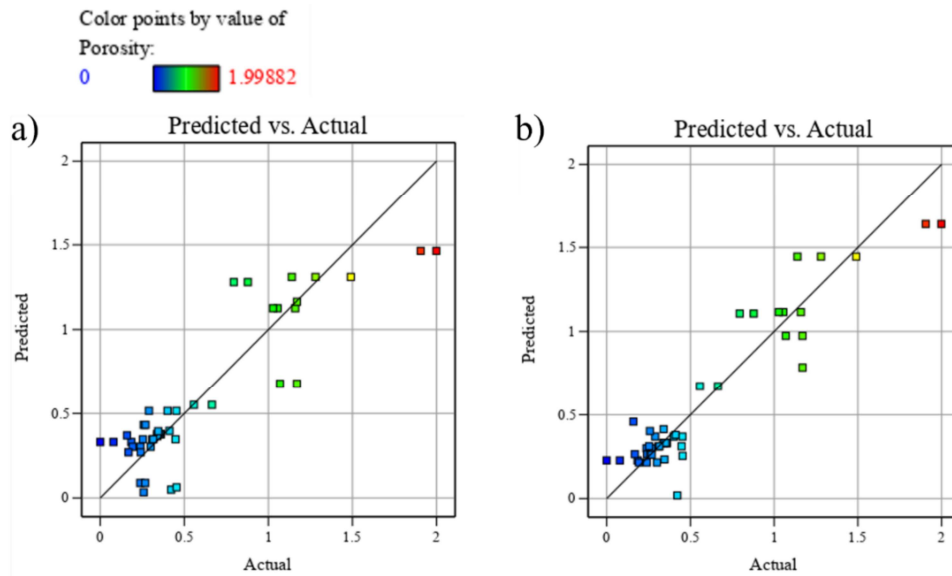 Color points by value of
Porosity:
0 1.99882
a) Predicted vs. Actual
2
1.5
1
0.5
0
Predicted
0 0.5 1 1.5 2
Actual
b) Predicted vs. Actual
2
1.5
1
0.5
0
Predicted
0 0.5 1 1.5 2
Actual